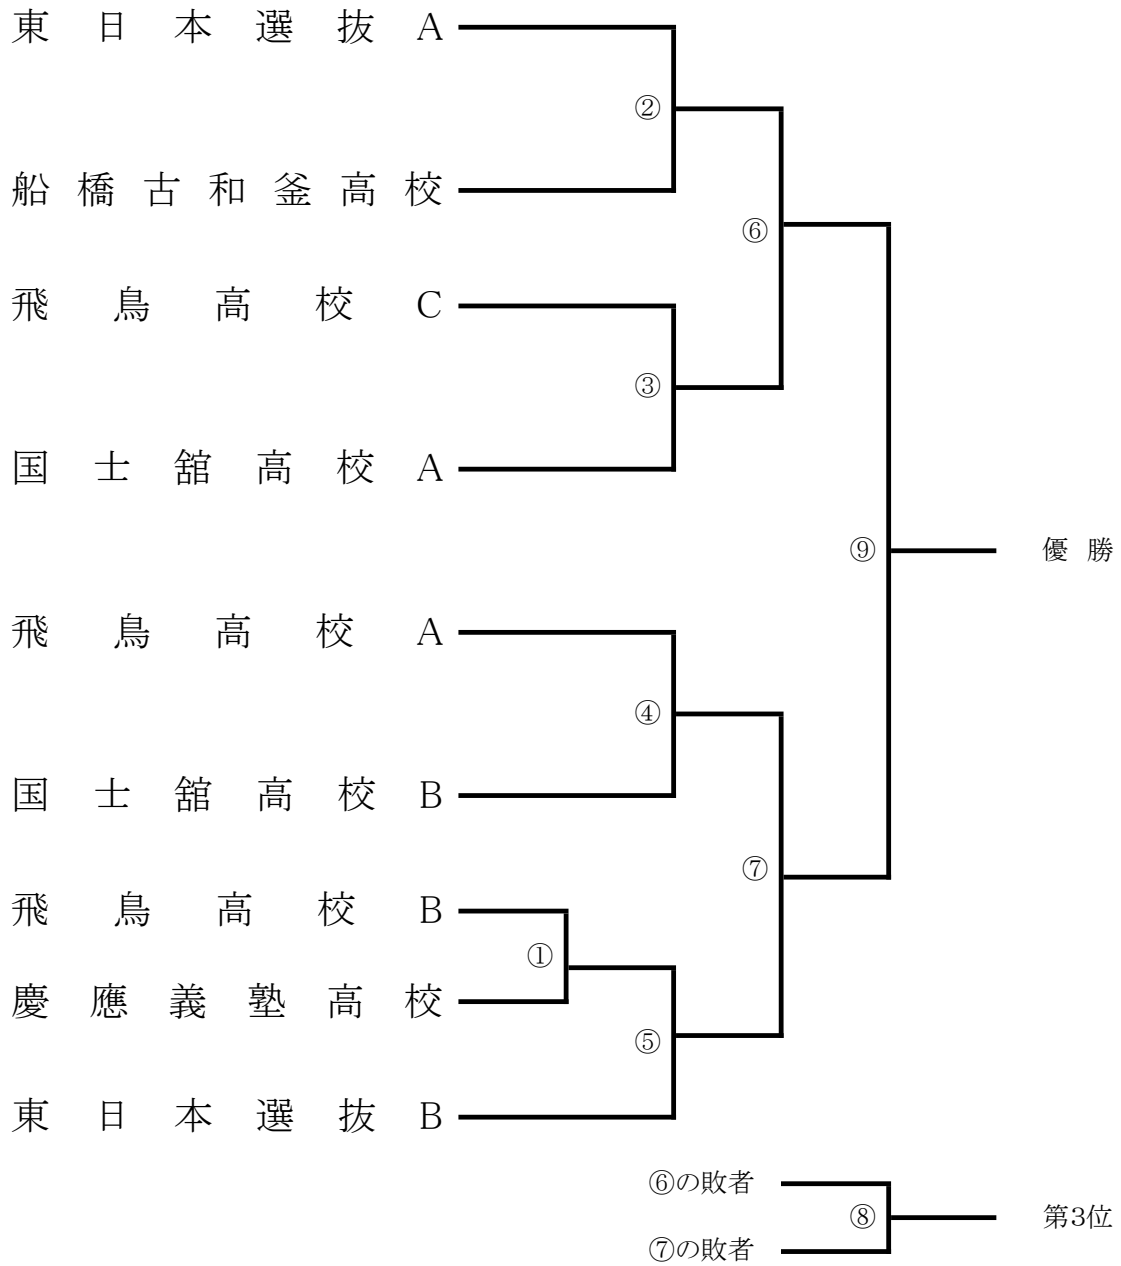 東日本選抜A
②
船橋古和釜高校
⑥
飛鳥高校C
③
国士舘高校A
⑨ 優勝
飛鳥高校A
④
国士舘高校B
⑦
飛鳥高校B
①
慶應義塾高校
⑤
東日本選抜B
⑥の敗者
⑧ 第3位
⑦の敗者